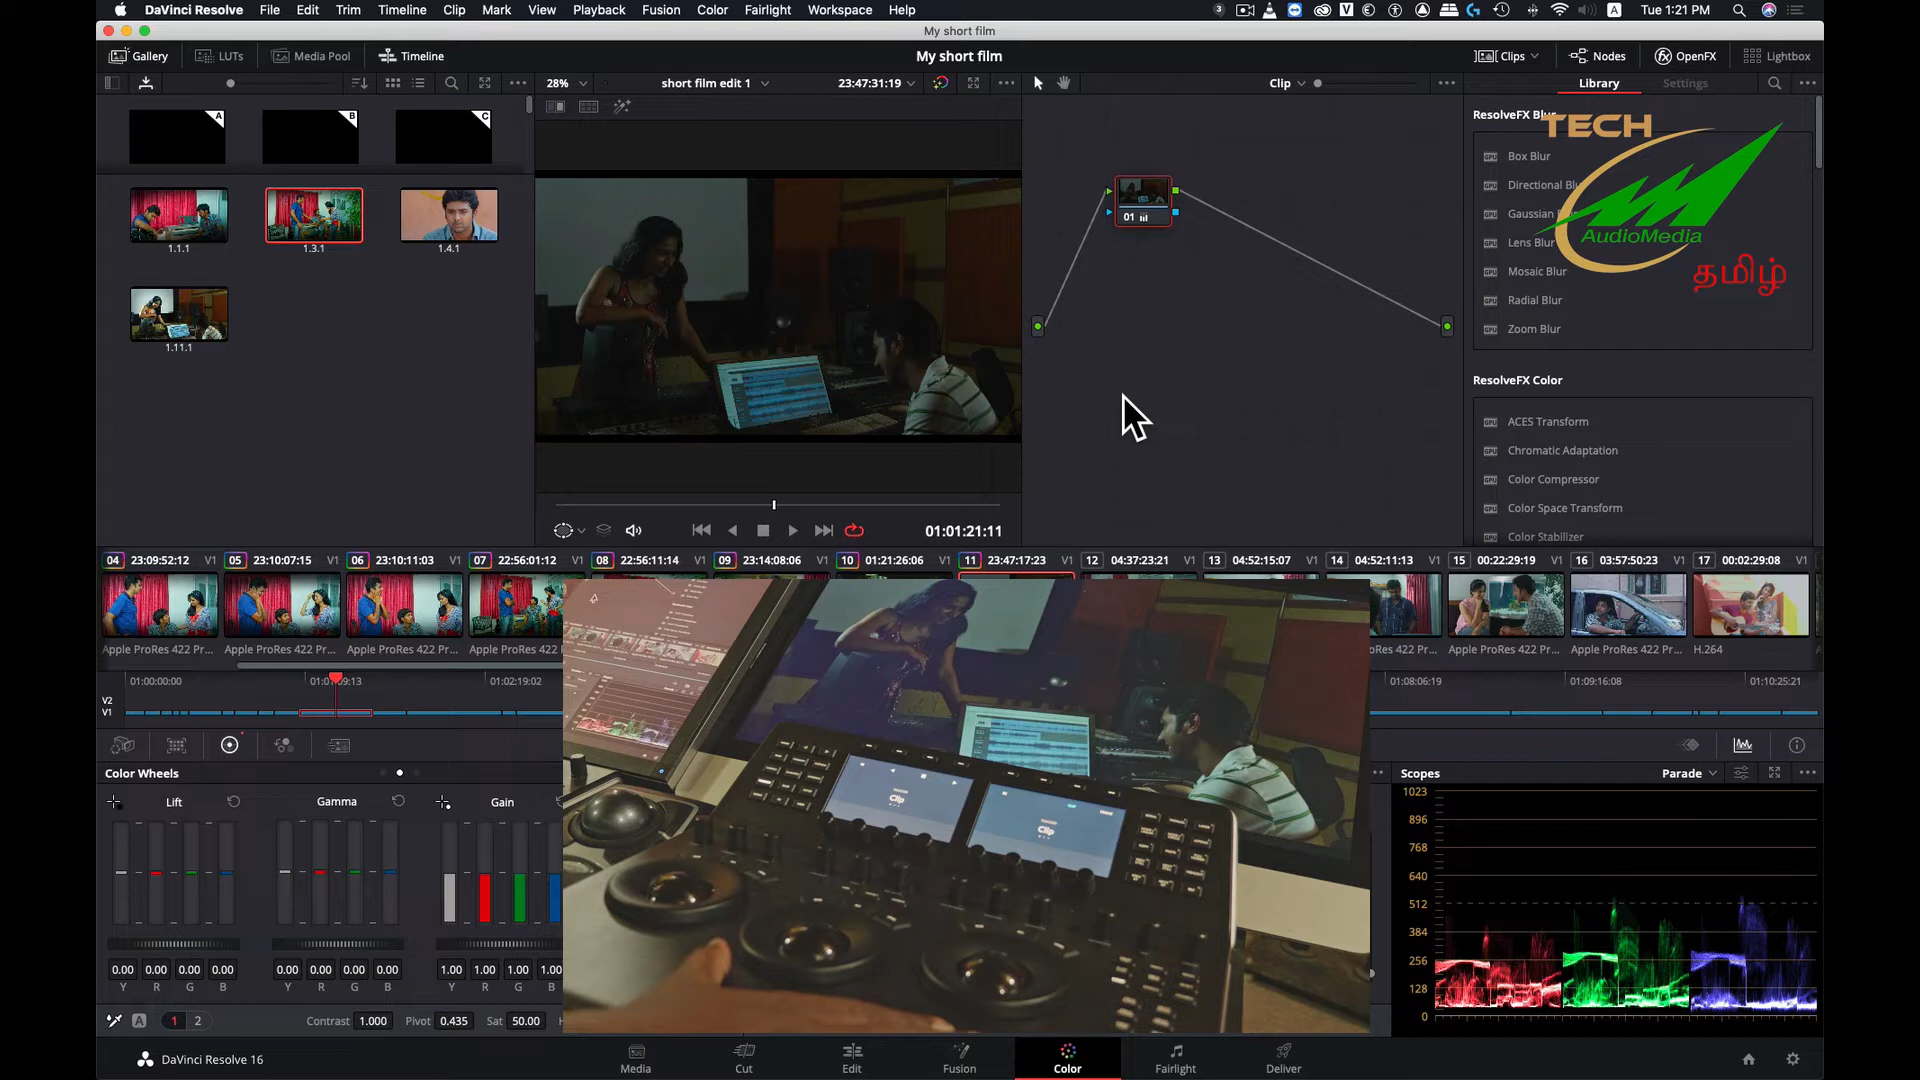 DaVinci Resolve File Edit Trim Timeline Clip Mark View Playback Fusion Color Fairlight Workspace Help
3 Tue 1:21 PM
My short film
Gallery LUTs Media Pool Timeline
My short film
Clips Nodes OpenFX Lightbox
28% short film edit 1 23:47:31:19
Clip
Library Settings
A B C
1.1.1 1.3.1 1.4.1
1.11.1
01
01:01:21:11
ResolveFX Blur
Box Blur
Directional Blu
Gaussian
Lens Blur
Mosaic Blur
Radial Blur
Zoom Blur
ResolveFX Color
ACES Transform
Chromatic Adaptation
Color Compressor
Color Space Transform
Color Stabilizer
TECH
AudioMedia
தமிழ்
04 23:09:52:12 V1 05 23:10:07:15 V1 06 23:10:11:03 V1 07 22:56:01:12 V1 08 22:56:11:14 V1 09 23:14:08:06 V1 10 01:21:26:06 V1 11 23:47:17:23 V1 12 04:37:23:21 V1 13 04:52:15:07 V1 14 04:52:11:13 V1 15 00:22:29:19 V1 16 03:57:50:23 V1 17 00:02:29:08 V1
Apple ProRes 422 Pr... Apple ProRes 422 Pr... Apple ProRes 422 Pr... Apple ProRes 422 Pr... Apple ProRes 422 Pr... H.264
01:00:00:00 01:02:19:02 01:08:06:19 01:09:16:08 01:10:25:21
V2
V1
Color Wheels
Lift Gamma Gain
0.00 0.00 0.00 0.00 0.00 0.00 0.00 0.00 1.00 1.00 1.00
Y R G B Y R G B Y R G B
A 1 2 Contrast 1.000 Pivot 0.435 Sat 50.00
Clip
Clip
Scopes Parade
1023
896
768
640
512
384
256
128
0
DaVinci Resolve 16
Media Cut Edit Fusion Color Fairlight Deliver